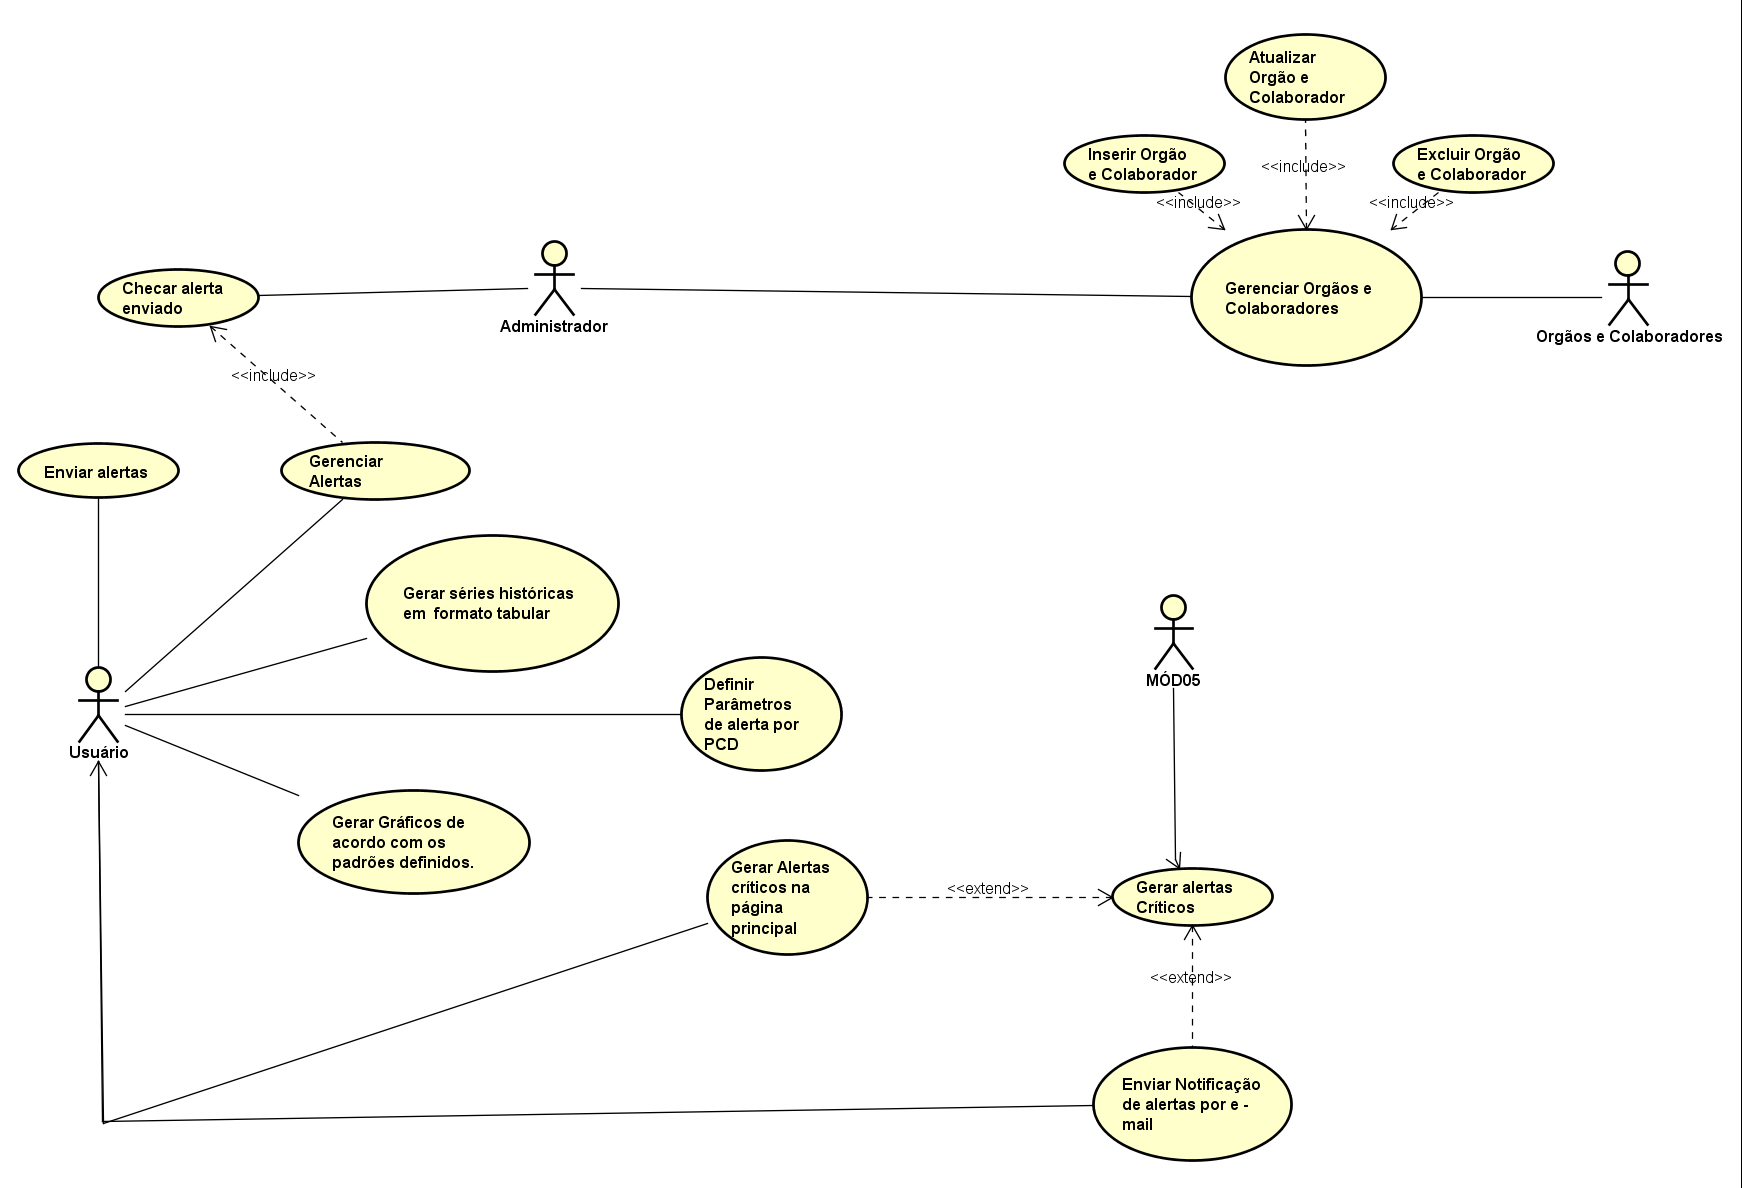 Atualizar
Orgão e
Colaborador
Inserir Orgão
e Colaborador
<<include>>
Excluir Orgão
e Colaborador
<<include>>
<<include>>
Checar alerta
enviado
Administrador
Gerenciar Orgãos e
Colaboradores
Orgãos e Colaboradores
<<include>>
Enviar alertas
Gerenciar
Alertas
Gerar séries históricas
em formato tabular
MÓD05
Definir
Parâmetros
de alerta por
PCD
Usuário
Gerar Gráficos de
acordo com os
padrões definidos.
Gerar Alertas
críticos na
página
principal
<<extend>>
Gerar alertas
Críticos
<<extend>>
Enviar Notificação
de alertas por e -
mail